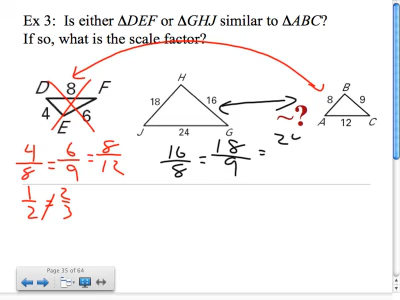 Ex 3: Is either ΔDEF or ΔGHJ similar to ΔABC?
If so, what is the scale factor?
D 8 F
4 6
E
H
18 16
J 24 G
~?
B
8 9
A 12 C
4/8 = 6/9 = 8/12
1/2 ≠ 2/3
16/8 = 18/9 =
Page 35 of 64